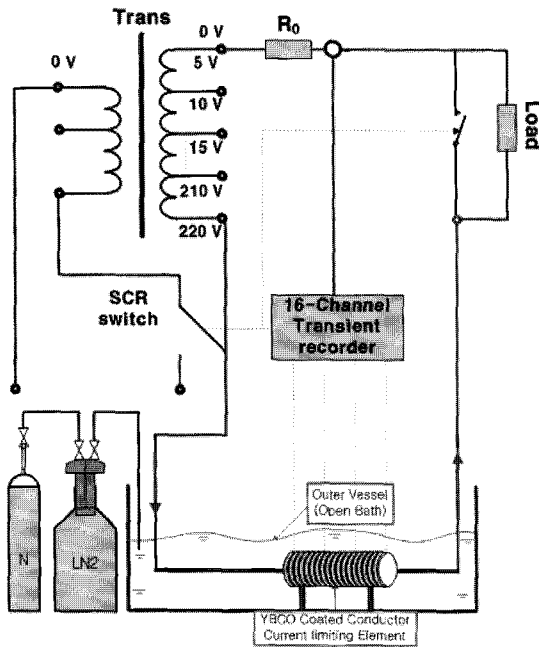 Trans
0 V
0 V
R₀
5 V
10 V
15 V
210 V
220 V
Load
SCR
switch
16-Channel
Transient
recorder
Outer Vessel
(Open Bath)
N
LN2
YBCO Coated Conductor
Current limiting Element